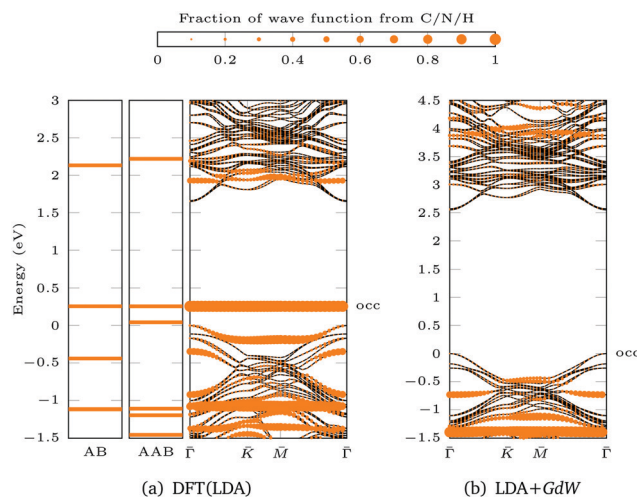 Fraction of wave function from C/N/H
0 0.2 0.4 0.6 0.8 1
Energy (eV)
3
2.5
2
1.5
1
0.5
0
−0.5
−1
−1.5
AB AAB Γ̄ K̄ M̄ Γ̄
occ
(a) DFT(LDA)
4.5
4
3.5
3
2.5
2
1.5
1
0.5
0
−0.5
−1
−1.5
Γ̄ K̄ M̄ Γ̄
occ
(b) LDA+GdW